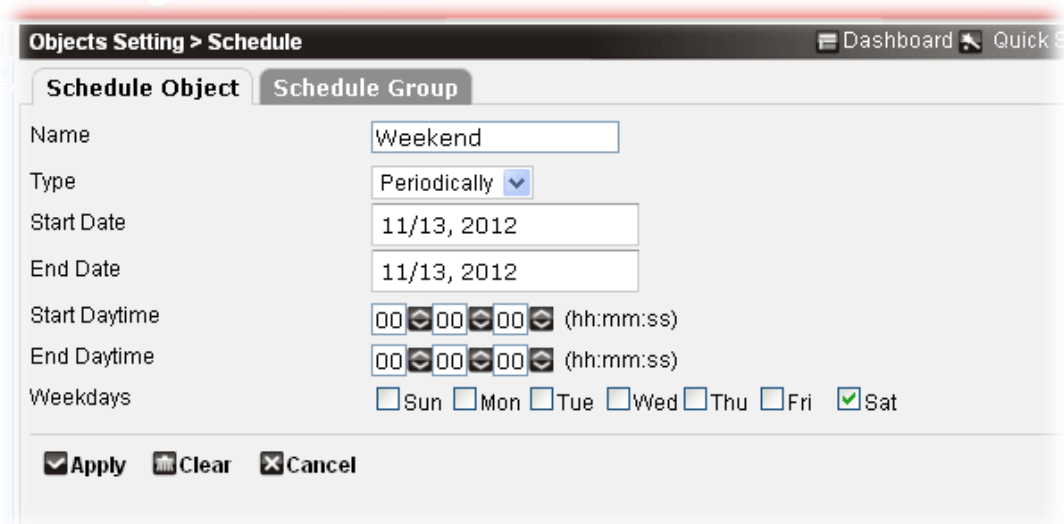 Objects Setting > Schedule Dashboard Quick
Schedule Object Schedule Group
Name Weekend
Type Periodically
Start Date 11/13, 2012
End Date 11/13, 2012
Start Daytime 00 00 00 (hh:mm:ss)
End Daytime 00 00 00 (hh:mm:ss)
Weekdays Sun Mon Tue Wed Thu Fri Sat
Apply Clear Cancel